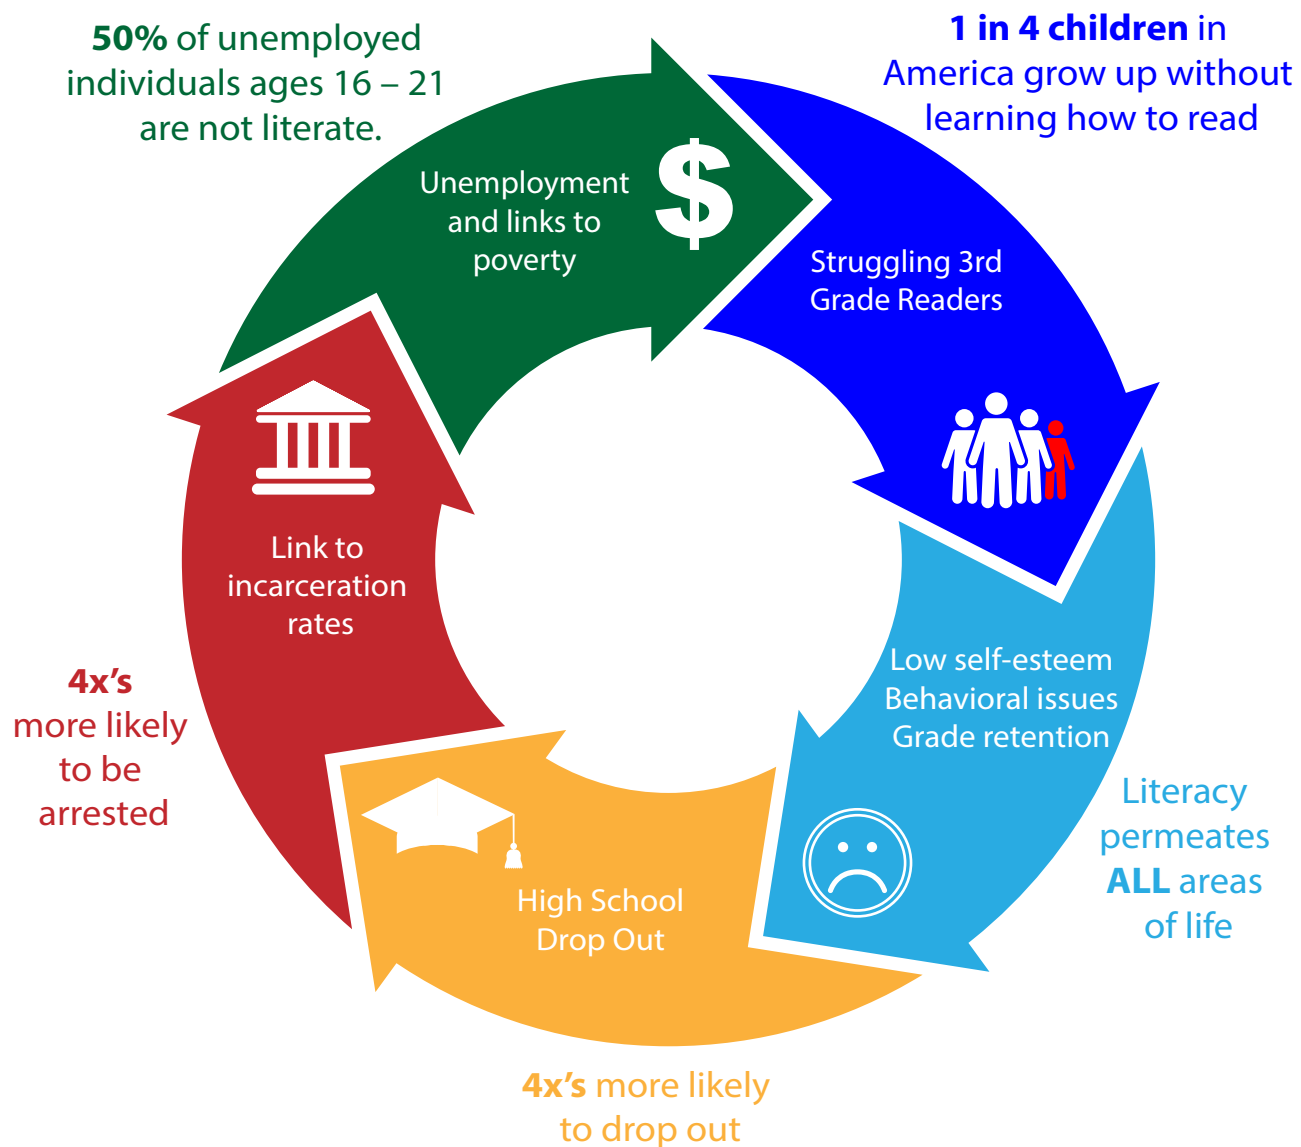 50% of unemployed
individuals ages 16 – 21
are not literate.
1 in 4 children in
America grow up without
learning how to read
Unemployment
and links to
poverty
$
Struggling 3rd
Grade Readers
Low self-esteem
Behavioral issues
Grade retention
Literacy
permeates
ALL areas
of life
High School
Drop Out
4x's more likely
to drop out
Link to
incarceration
rates
4x's
more likely
to be
arrested